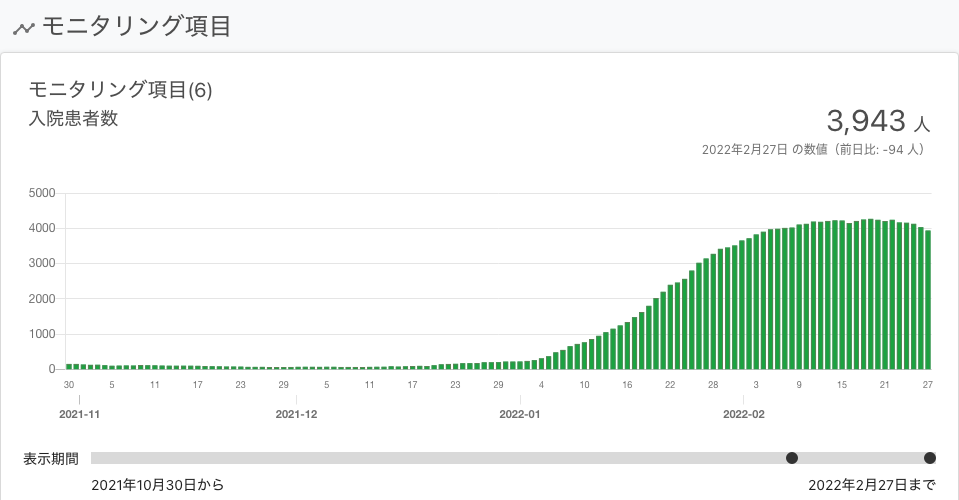 モニタリング項目
モニタリング項目(6)
入院患者数
3,943 人
2022年2月27日 の数値（前日比: -94 人）
5000
4000
3000
2000
1000
0
30 5 11 17 23 29 5 11 17 23 29 4 10 16 22 28 3 9 15 21 27
2021-11 2021-12 2022-01 2022-02
表示期間
2021年10月30日から 2022年2月27日まで